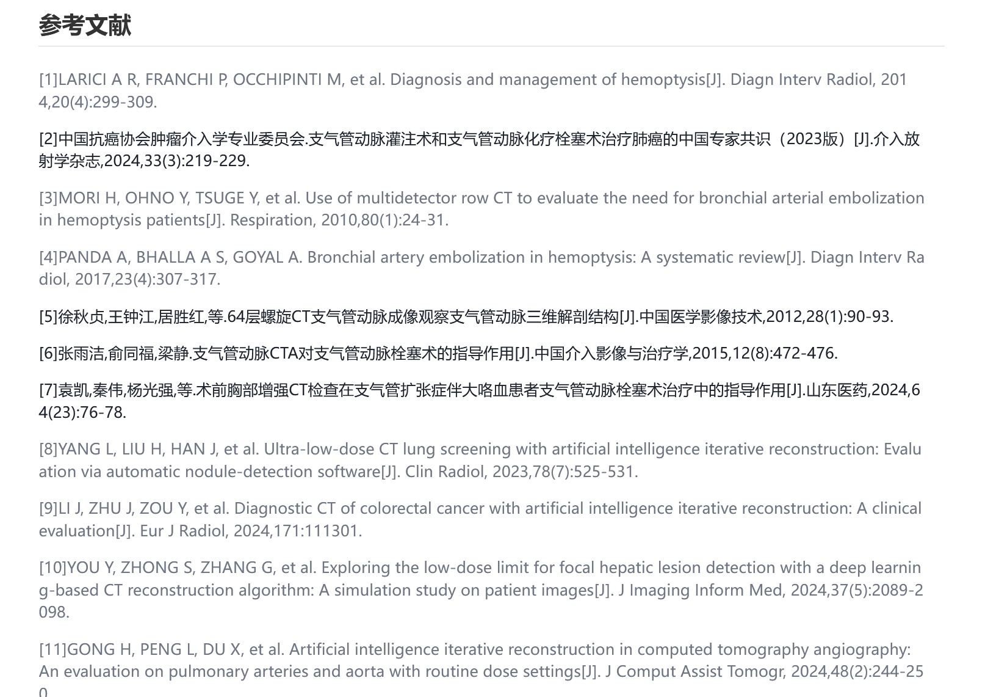 参考文献
[1]LARICI A R, FRANCHI P, OCCHIPINTI M, et al. Diagnosis and management of hemoptysis[J]. Diagn Interv Radiol, 201
4,20(4):299-309.
[2]中国抗癌协会肿瘤介入学专业委员会.支气管动脉灌注术和支气管动脉化疗栓塞术治疗肺癌的中国专家共识（2023版）[J].介入放
射学杂志,2024,33(3):219-229.
[3]MORI H, OHNO Y, TSUGE Y, et al. Use of multidetector row CT to evaluate the need for bronchial arterial embolization
in hemoptysis patients[J]. Respiration, 2010,80(1):24-31.
[4]PANDA A, BHALLA A S, GOYAL A. Bronchial artery embolization in hemoptysis: A systematic review[J]. Diagn Interv Ra
diol, 2017,23(4):307-317.
[5]徐秋贞,王钟江,居胜红,等.64层螺旋CT支气管动脉成像观察支气管动脉三维解剖结构[J].中国医学影像技术,2012,28(1):90-93.
[6]张雨洁,俞同福,梁静.支气管动脉CTA对支气管动脉栓塞术的指导作用[J].中国介入影像与治疗学,2015,12(8):472-476.
[7]袁凯,秦伟,杨光强,等.术前胸部增强CT检查在支气管扩张症伴大咯血患者支气管动脉栓塞术治疗中的指导作用[J].山东医药,2024,6
4(23):76-78.
[8]YANG L, LIU H, HAN J, et al. Ultra-low-dose CT lung screening with artificial intelligence iterative reconstruction: Evalu
ation via automatic nodule-detection software[J]. Clin Radiol, 2023,78(7):525-531.
[9]LI J, ZHU J, ZOU Y, et al. Diagnostic CT of colorectal cancer with artificial intelligence iterative reconstruction: A clinical
evaluation[J]. Eur J Radiol, 2024,171:111301.
[10]YOU Y, ZHONG S, ZHANG G, et al. Exploring the low-dose limit for focal hepatic lesion detection with a deep learnin
g-based CT reconstruction algorithm: A simulation study on patient images[J]. J Imaging Inform Med, 2024,37(5):2089-2
098.
[11]GONG H, PENG L, DU X, et al. Artificial intelligence iterative reconstruction in computed tomography angiography:
An evaluation on pulmonary arteries and aorta with routine dose settings[J]. J Comput Assist Tomogr, 2024,48(2):244-25
0.